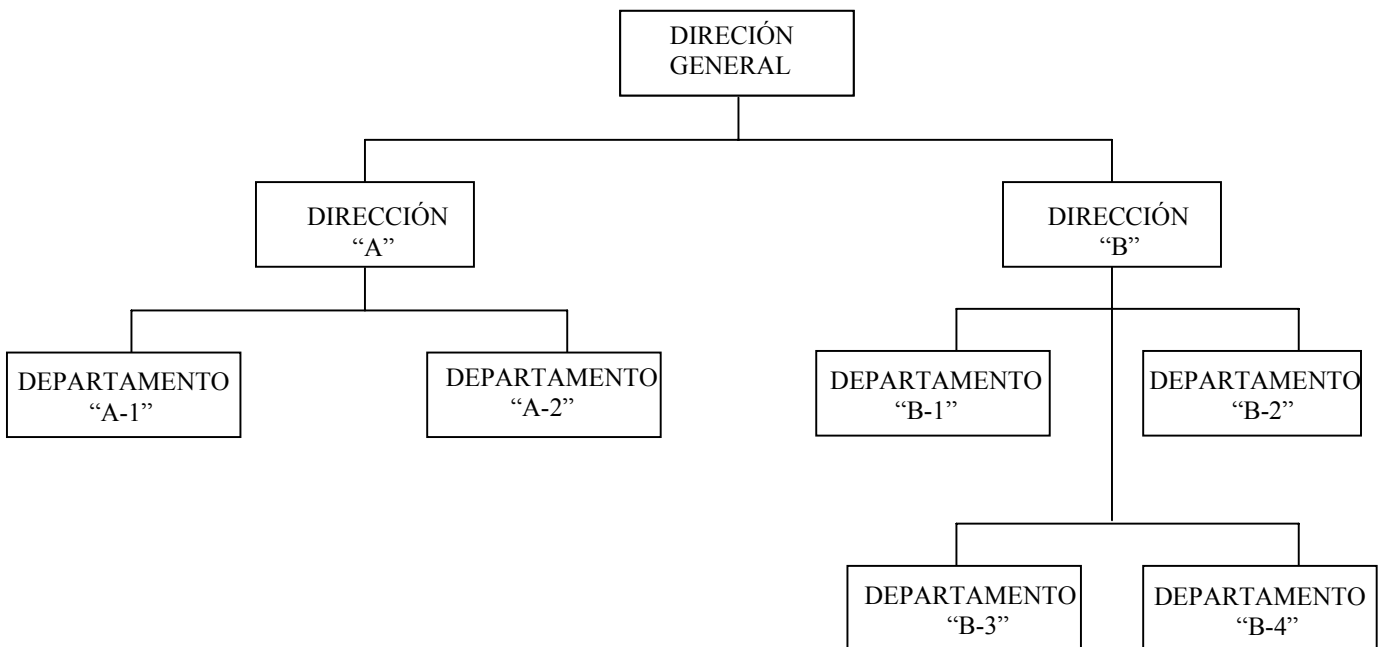 DIRECIÓN
GENERAL
DIRECCIÓN
“A”
DIRECCIÓN
“B”
DEPARTAMENTO
“A-1”
DEPARTAMENTO
“A-2”
DEPARTAMENTO
“B-1”
DEPARTAMENTO
“B-2”
DEPARTAMENTO
“B-3”
DEPARTAMENTO
“B-4”